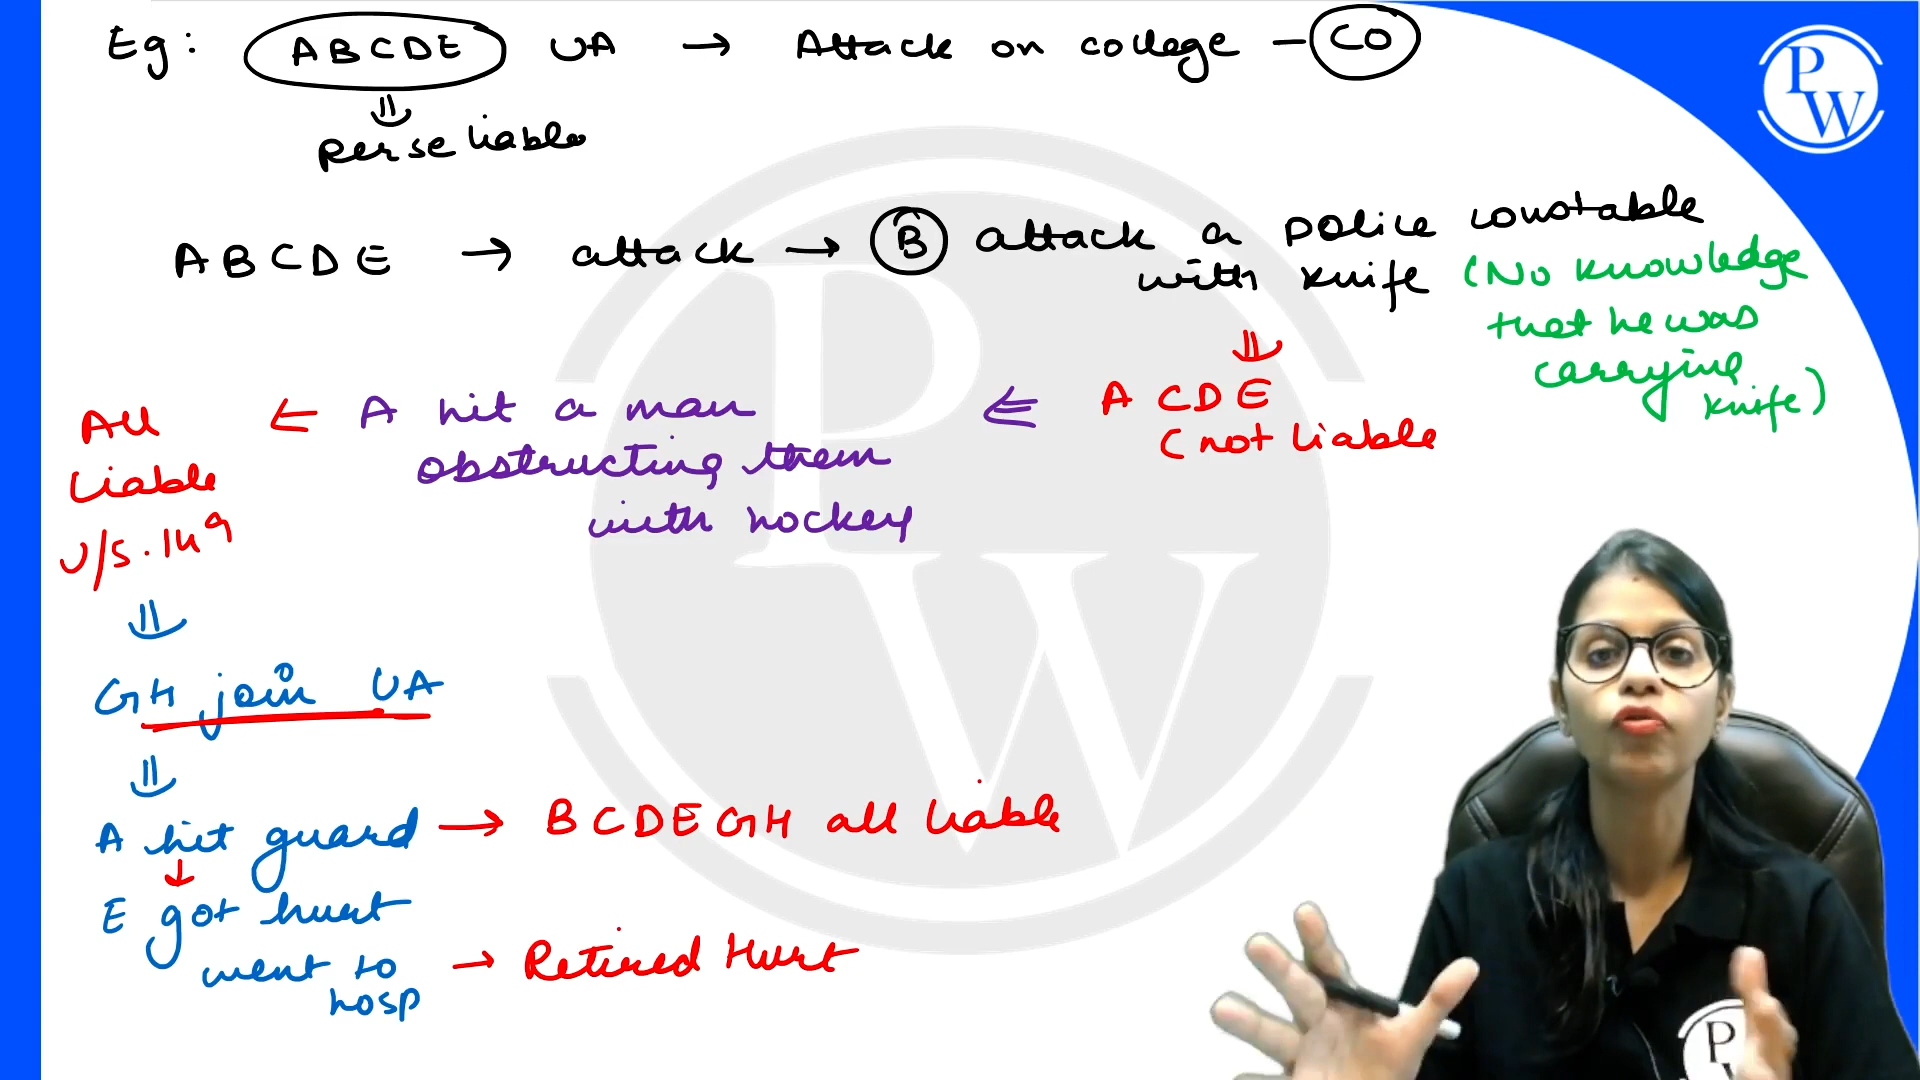 Eg: ABCDE UA → Attack on college - CO
Per se liable
ABCDE → attack → B attack a police constable
with knife (No knowledge
that he was
carrying
knife)
A CDE
(not liable
A hit a man
obstructing them
with hockey
All
liable
U/S.149
GH join UA
A hit guard → BCDEGH all liable
E got hurt
went to → Retired Hurt
hosp
PW
PW
P